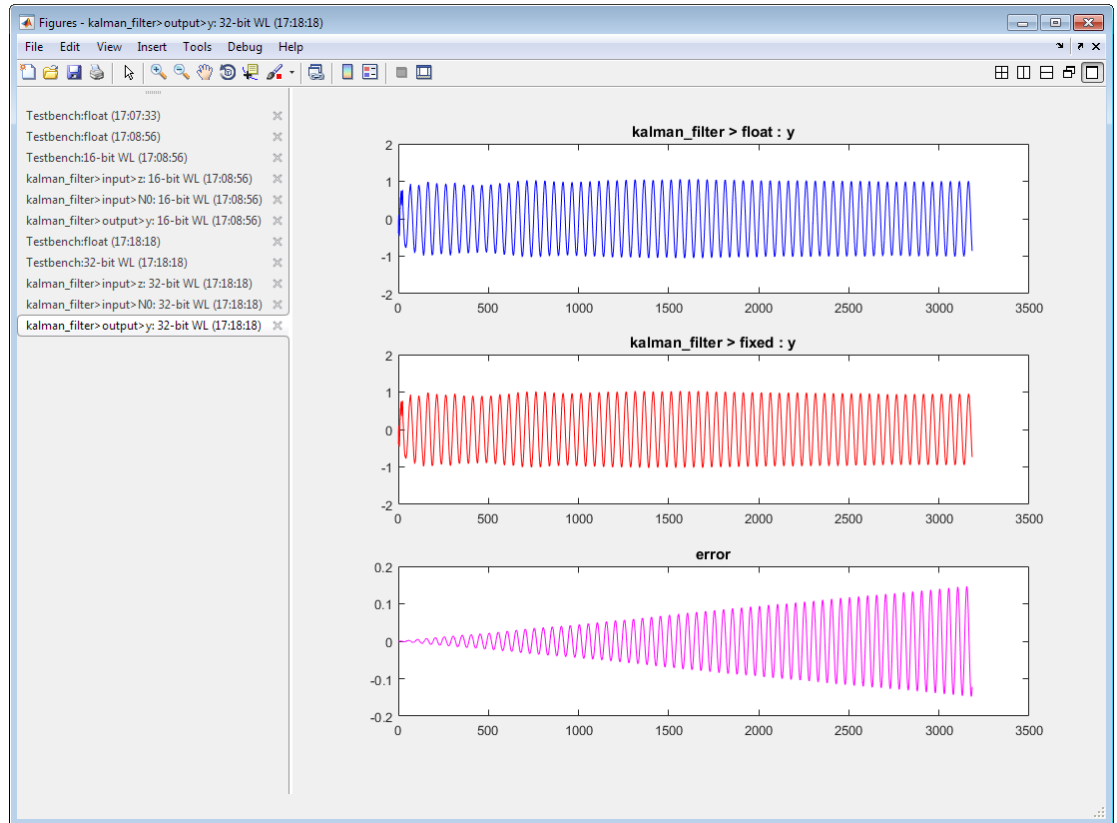 Figures - kalman_filter>output>y: 32-bit WL (17:18:18)
File Edit View Insert Tools Debug Help
Testbench:float (17:07:33)
Testbench:float (17:08:56)
Testbench:16-bit WL (17:08:56)
kalman_filter>input>z: 16-bit WL (17:08:56)
kalman_filter>input>N0: 16-bit WL (17:08:56)
kalman_filter>output>y: 16-bit WL (17:08:56)
Testbench:float (17:18:18)
Testbench:32-bit WL (17:18:18)
kalman_filter>input>z: 32-bit WL (17:18:18)
kalman_filter>input>N0: 32-bit WL (17:18:18)
kalman_filter>output>y: 32-bit WL (17:18:18)
kalman_filter > float : y
2
1
0
-1
-2
0 500 1000 1500 2000 2500 3000 3500
kalman_filter > fixed : y
2
1
0
-1
-2
0 500 1000 1500 2000 2500 3000 3500
error
0.2
0.1
0
-0.1
-0.2
0 500 1000 1500 2000 2500 3000 3500